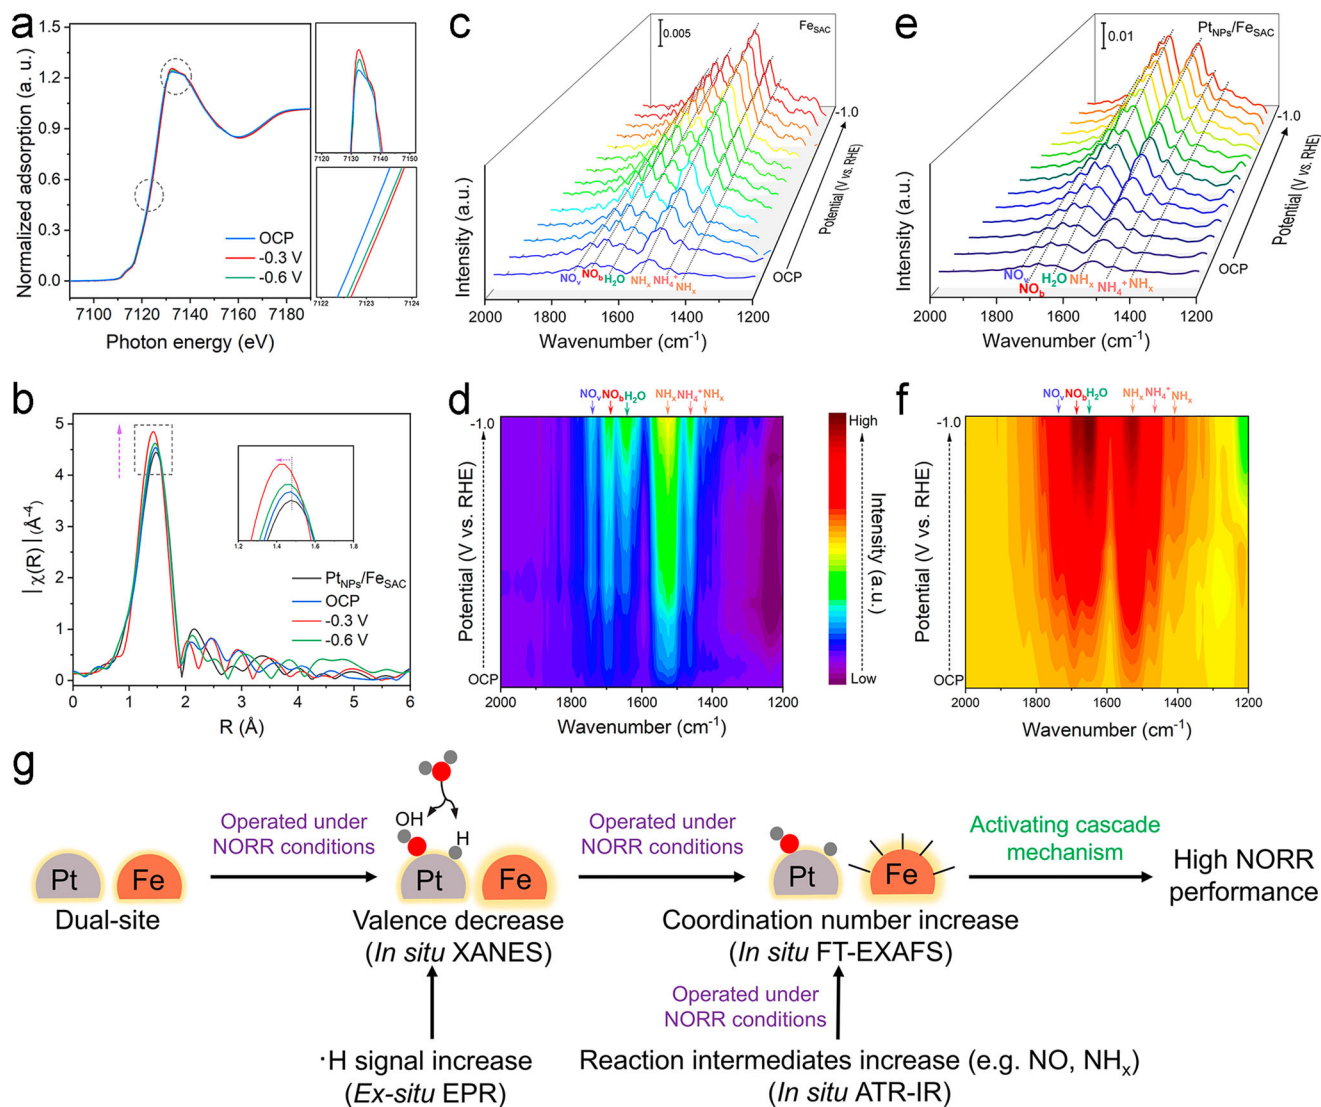 a
Normalized adsorption (a. u.)
1.5
1.2
0.9
0.6
0.3
0.0
OCP
-0.3 V
-0.6 V
7100 7120 7140 7160 7180
Photon energy (eV)
7120 7130 7140 7150
7122 7123 7124
c
0.005
Fe_SAC
Intensity (a.u.)
NO_v NO_b H₂O NH_x NH₄⁺ NH_x
-1.0
Potential (V vs. RHE)
OCP
2000 1800 1600 1400 1200
Wavenumber (cm⁻¹)
e
0.01
Pt_NPs/Fe_SAC
Intensity (a.u.)
NO_v NO_b H₂O NH_x NH₄⁺ NH_x
-1.0
Potential (V vs. RHE)
OCP
2000 1800 1600 1400 1200
Wavenumber (cm⁻¹)
b
|χ(R)| (Å⁻⁴)
5
4
3
2
1
0
1.2 1.4 1.6 1.8
Pt_NPs/Fe_SAC
OCP
-0.3 V
-0.6 V
0 1 2 3 4 5 6
R (Å)
d
NO_v NO_b H₂O NH_x NH₄⁺ NH_x
-1.0
Potential (V vs. RHE)
OCP
2000 1800 1600 1400 1200
Wavenumber (cm⁻¹)
High
Intensity (a.u.)
Low
f
NO_v NO_b H₂O NH_x NH₄⁺ NH_x
-1.0
Potential (V vs. RHE)
OCP
2000 1800 1600 1400 1200
Wavenumber (cm⁻¹)
g
Pt Fe
Dual-site
Operated under
NORR conditions
OH H
Pt Fe
Valence decrease
(In situ XANES)
Operated under
NORR conditions
Pt Fe
Coordination number increase
(In situ FT-EXAFS)
Activating cascade
mechanism
High NORR
performance
·H signal increase
(Ex-situ EPR)
Operated under
NORR conditions
Reaction intermediates increase (e.g. NO, NH_x)
(In situ ATR-IR)